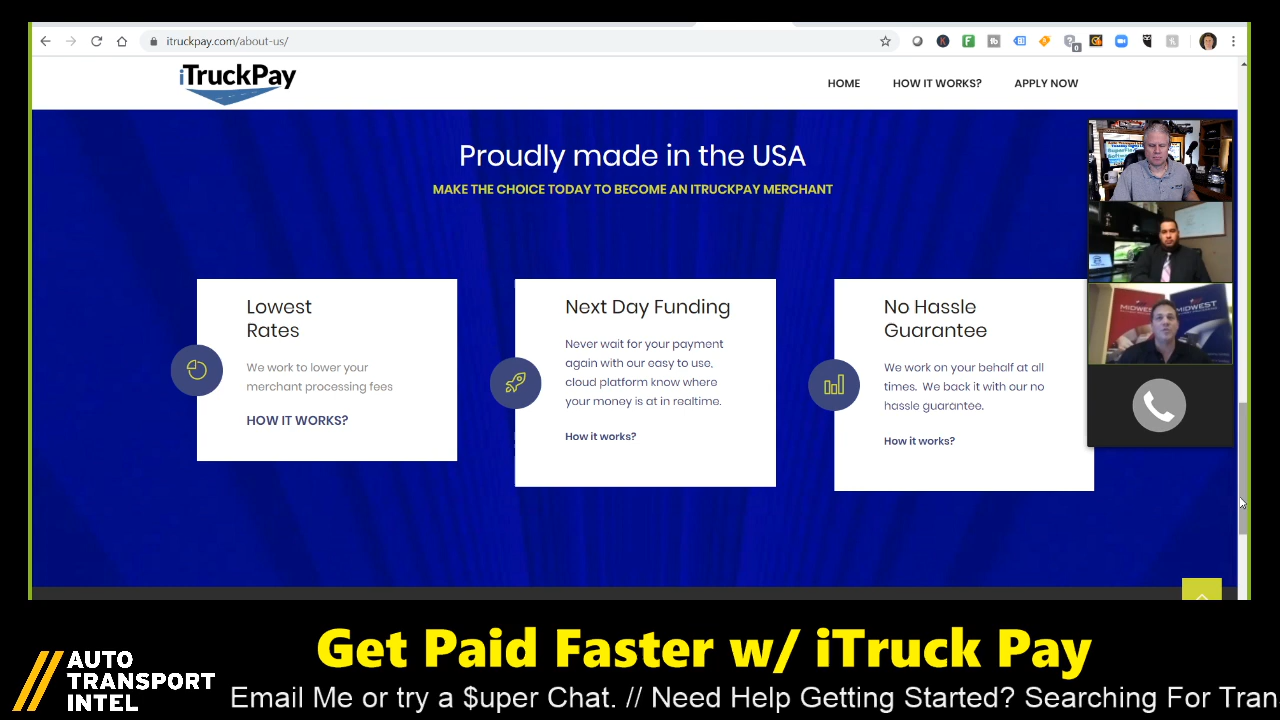 itruckpay.com/about-us/
iTruckPay
HOME
HOW IT WORKS?
APPLY NOW
Proudly made in the USA
MAKE THE CHOICE TODAY TO BECOME AN ITRUCKPAY MERCHANT
Lowest
Rates
We work to lower your
merchant processing fees
HOW IT WORKS?
Next Day Funding
Never wait for your payment
again with our easy to use,
cloud platform know where
your money is at in realtime.
How it works?
No Hassle
Guarantee
We work on your behalf at all
times. We back it with our no
hassle guarantee.
How it works?
MIDWEST
MIDWEST
Get Paid Faster w/ iTruck Pay
AUTO
TRANSPORT
INTEL
Email Me or try a $uper Chat. // Need Help Getting Started? Searching For Tran